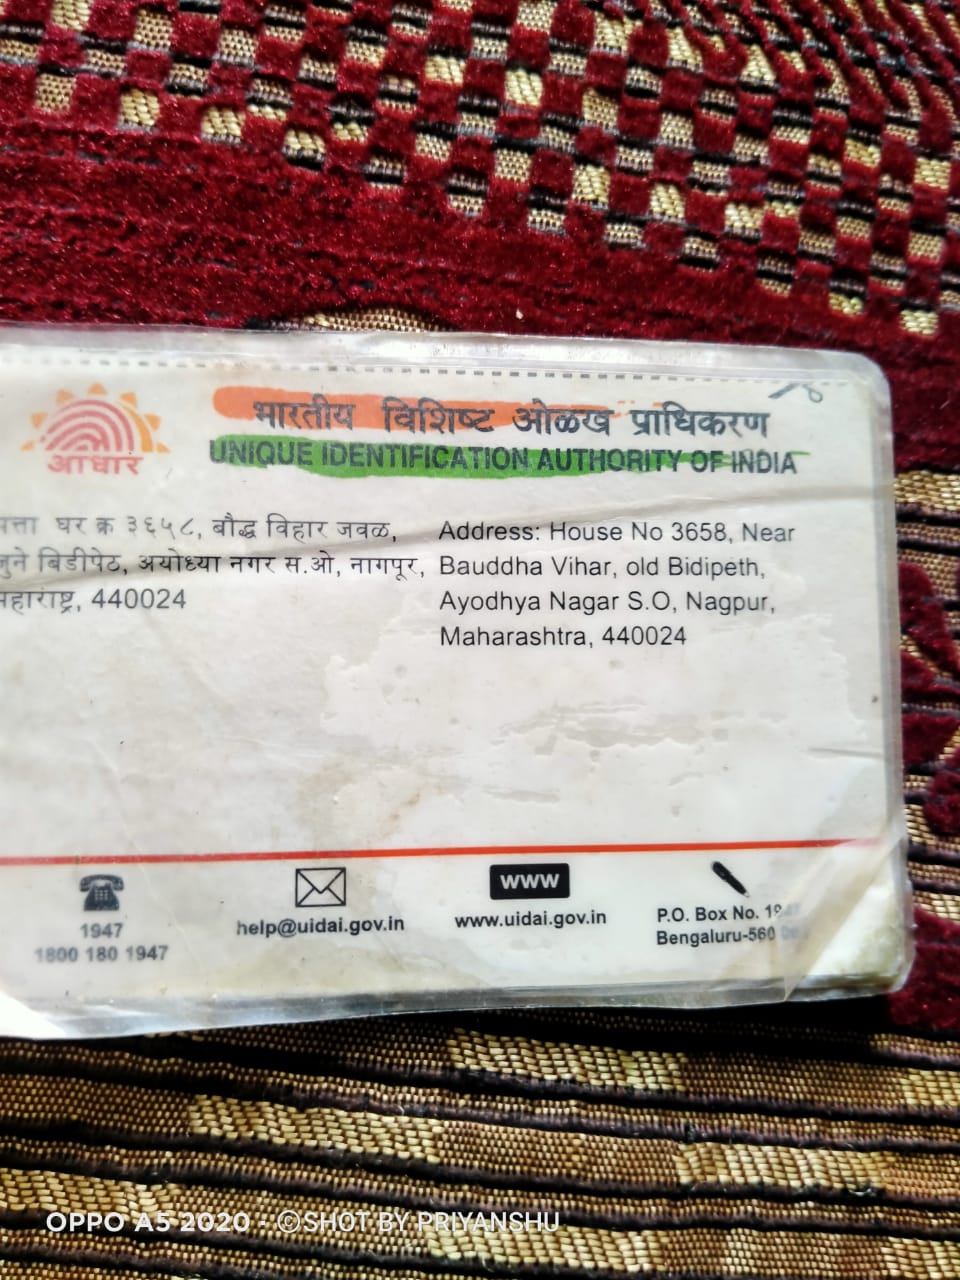 आधार
भारतीय विशिष्ट ओळख प्राधिकरण
UNIQUE IDENTIFICATION AUTHORITY OF INDIA
घर क्र ३६५८, बौद्ध विहार जवळ,
बिडीपेठ, अयोध्या नगर स.ओ, नागपूर,
440024
Address: House No 3658, Near
Bauddha Vihar, old Bidipeth,
Ayodhya Nagar S.O, Nagpur,
Maharashtra, 440024
1947
1800 180 1947
help@uidai.gov.in
www
www.uidai.gov.in
P.O. Box No.
Bengaluru-560
OPPO A5 2020 - ©SHOT BY PRIYANSHU